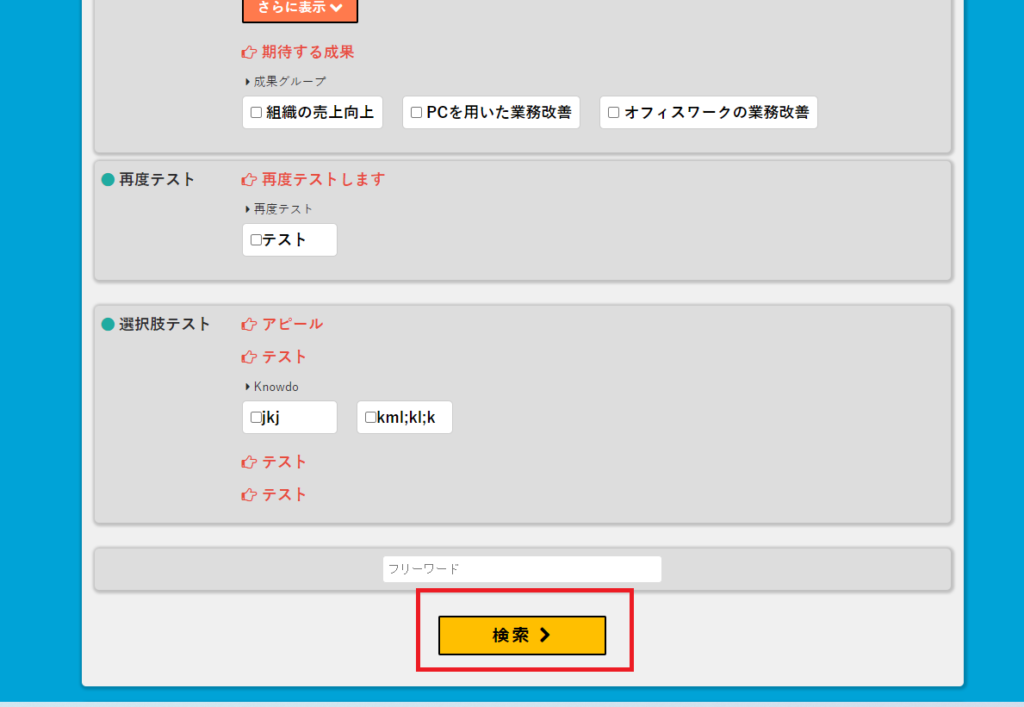 さらに表示
期待する成果
成果グループ
組織の売上向上 PCを用いた業務改善 オフィスワークの業務改善
再度テスト 再度テストします
再度テスト
テスト
選択肢テスト アピール
テスト
Knowdo
jkj kml;kl;k
テスト
テスト
フリーワード
検索